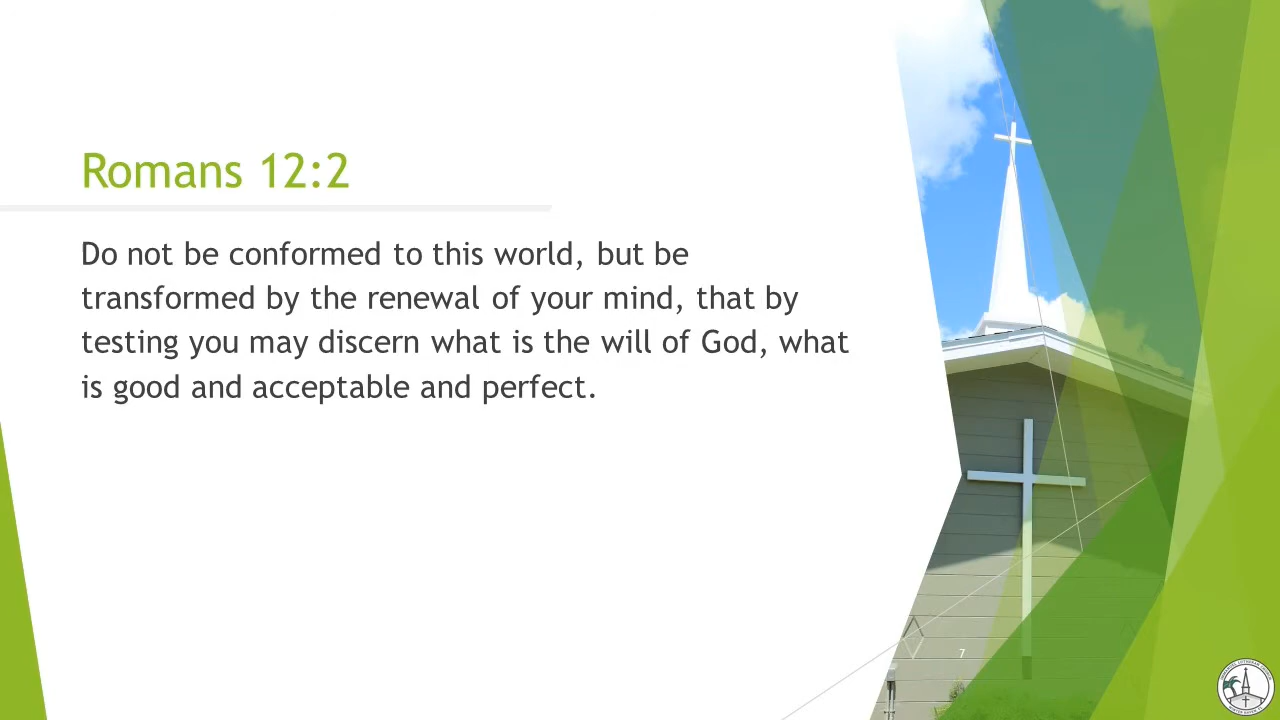 Romans 12:2
Do not be conformed to this world, but be
transformed by the renewal of your mind, that by
testing you may discern what is the will of God, what
is good and acceptable and perfect.
7